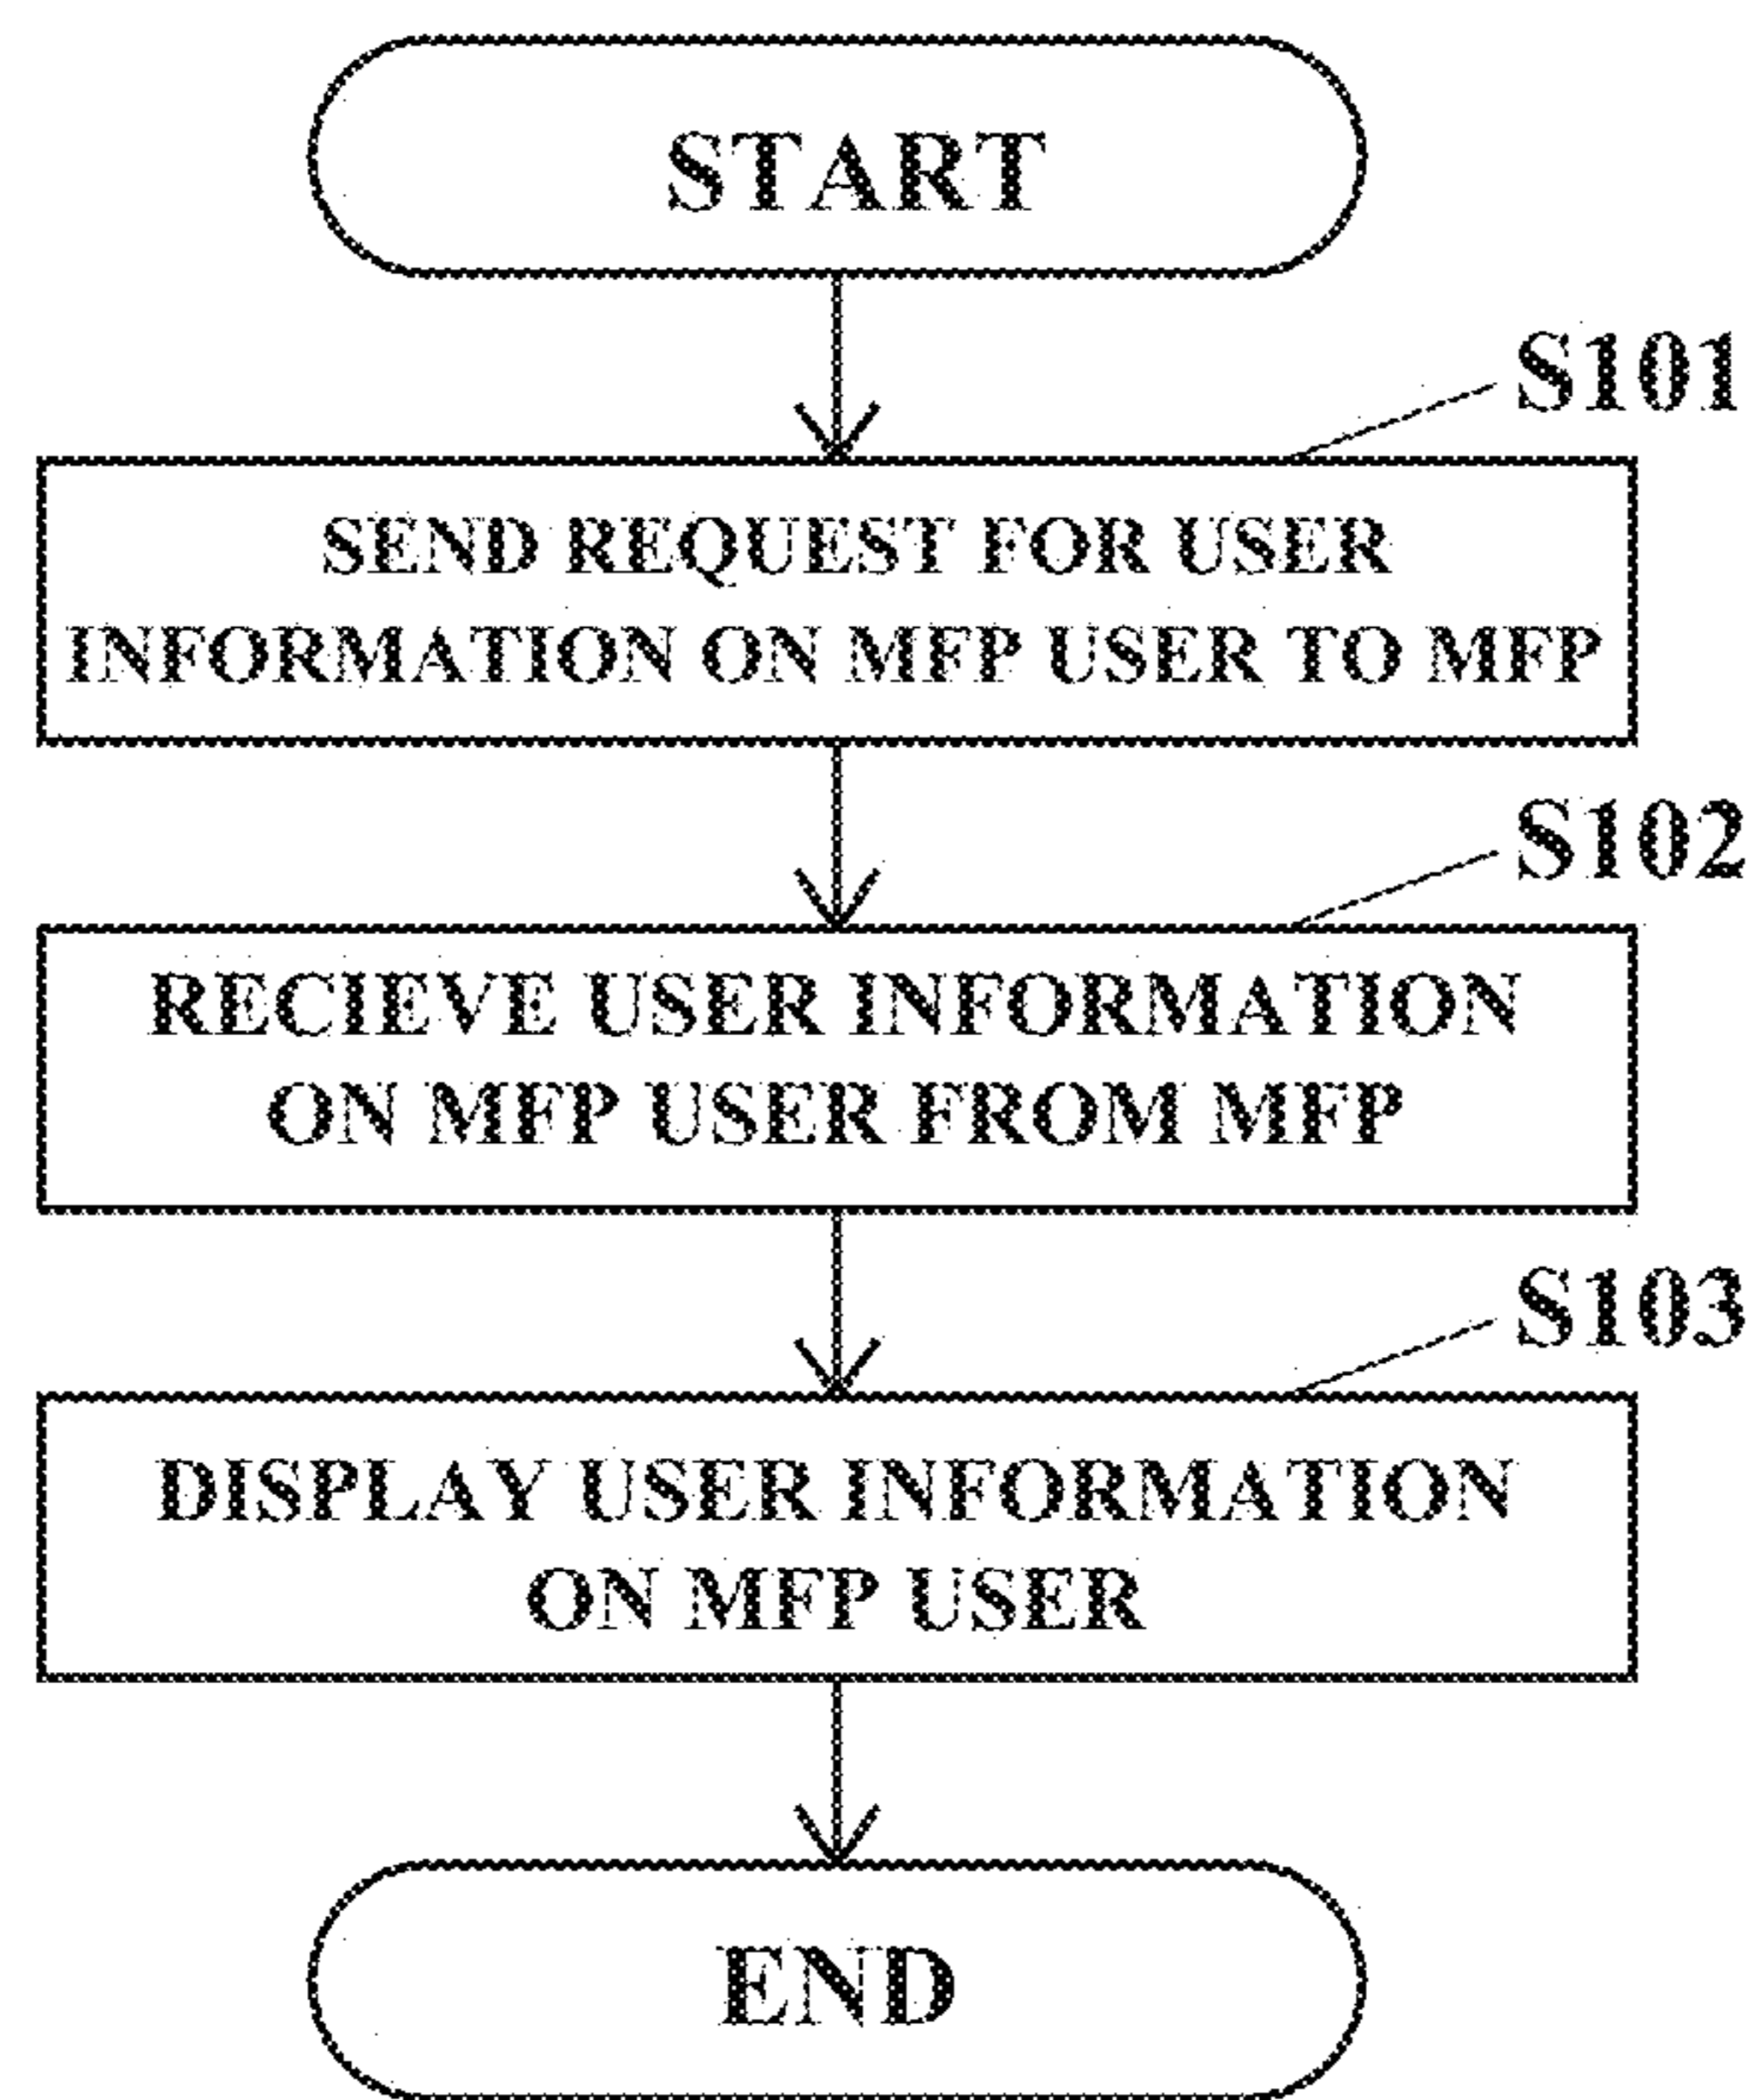 START
S101
SEND REQUEST FOR USER
INFORMATION ON MFP USER TO MFP
S102
RECIEVE USER INFORMATION
ON MFP USER FROM MFP
S103
DISPLAY USER INFORMATION
ON MFP USER
END